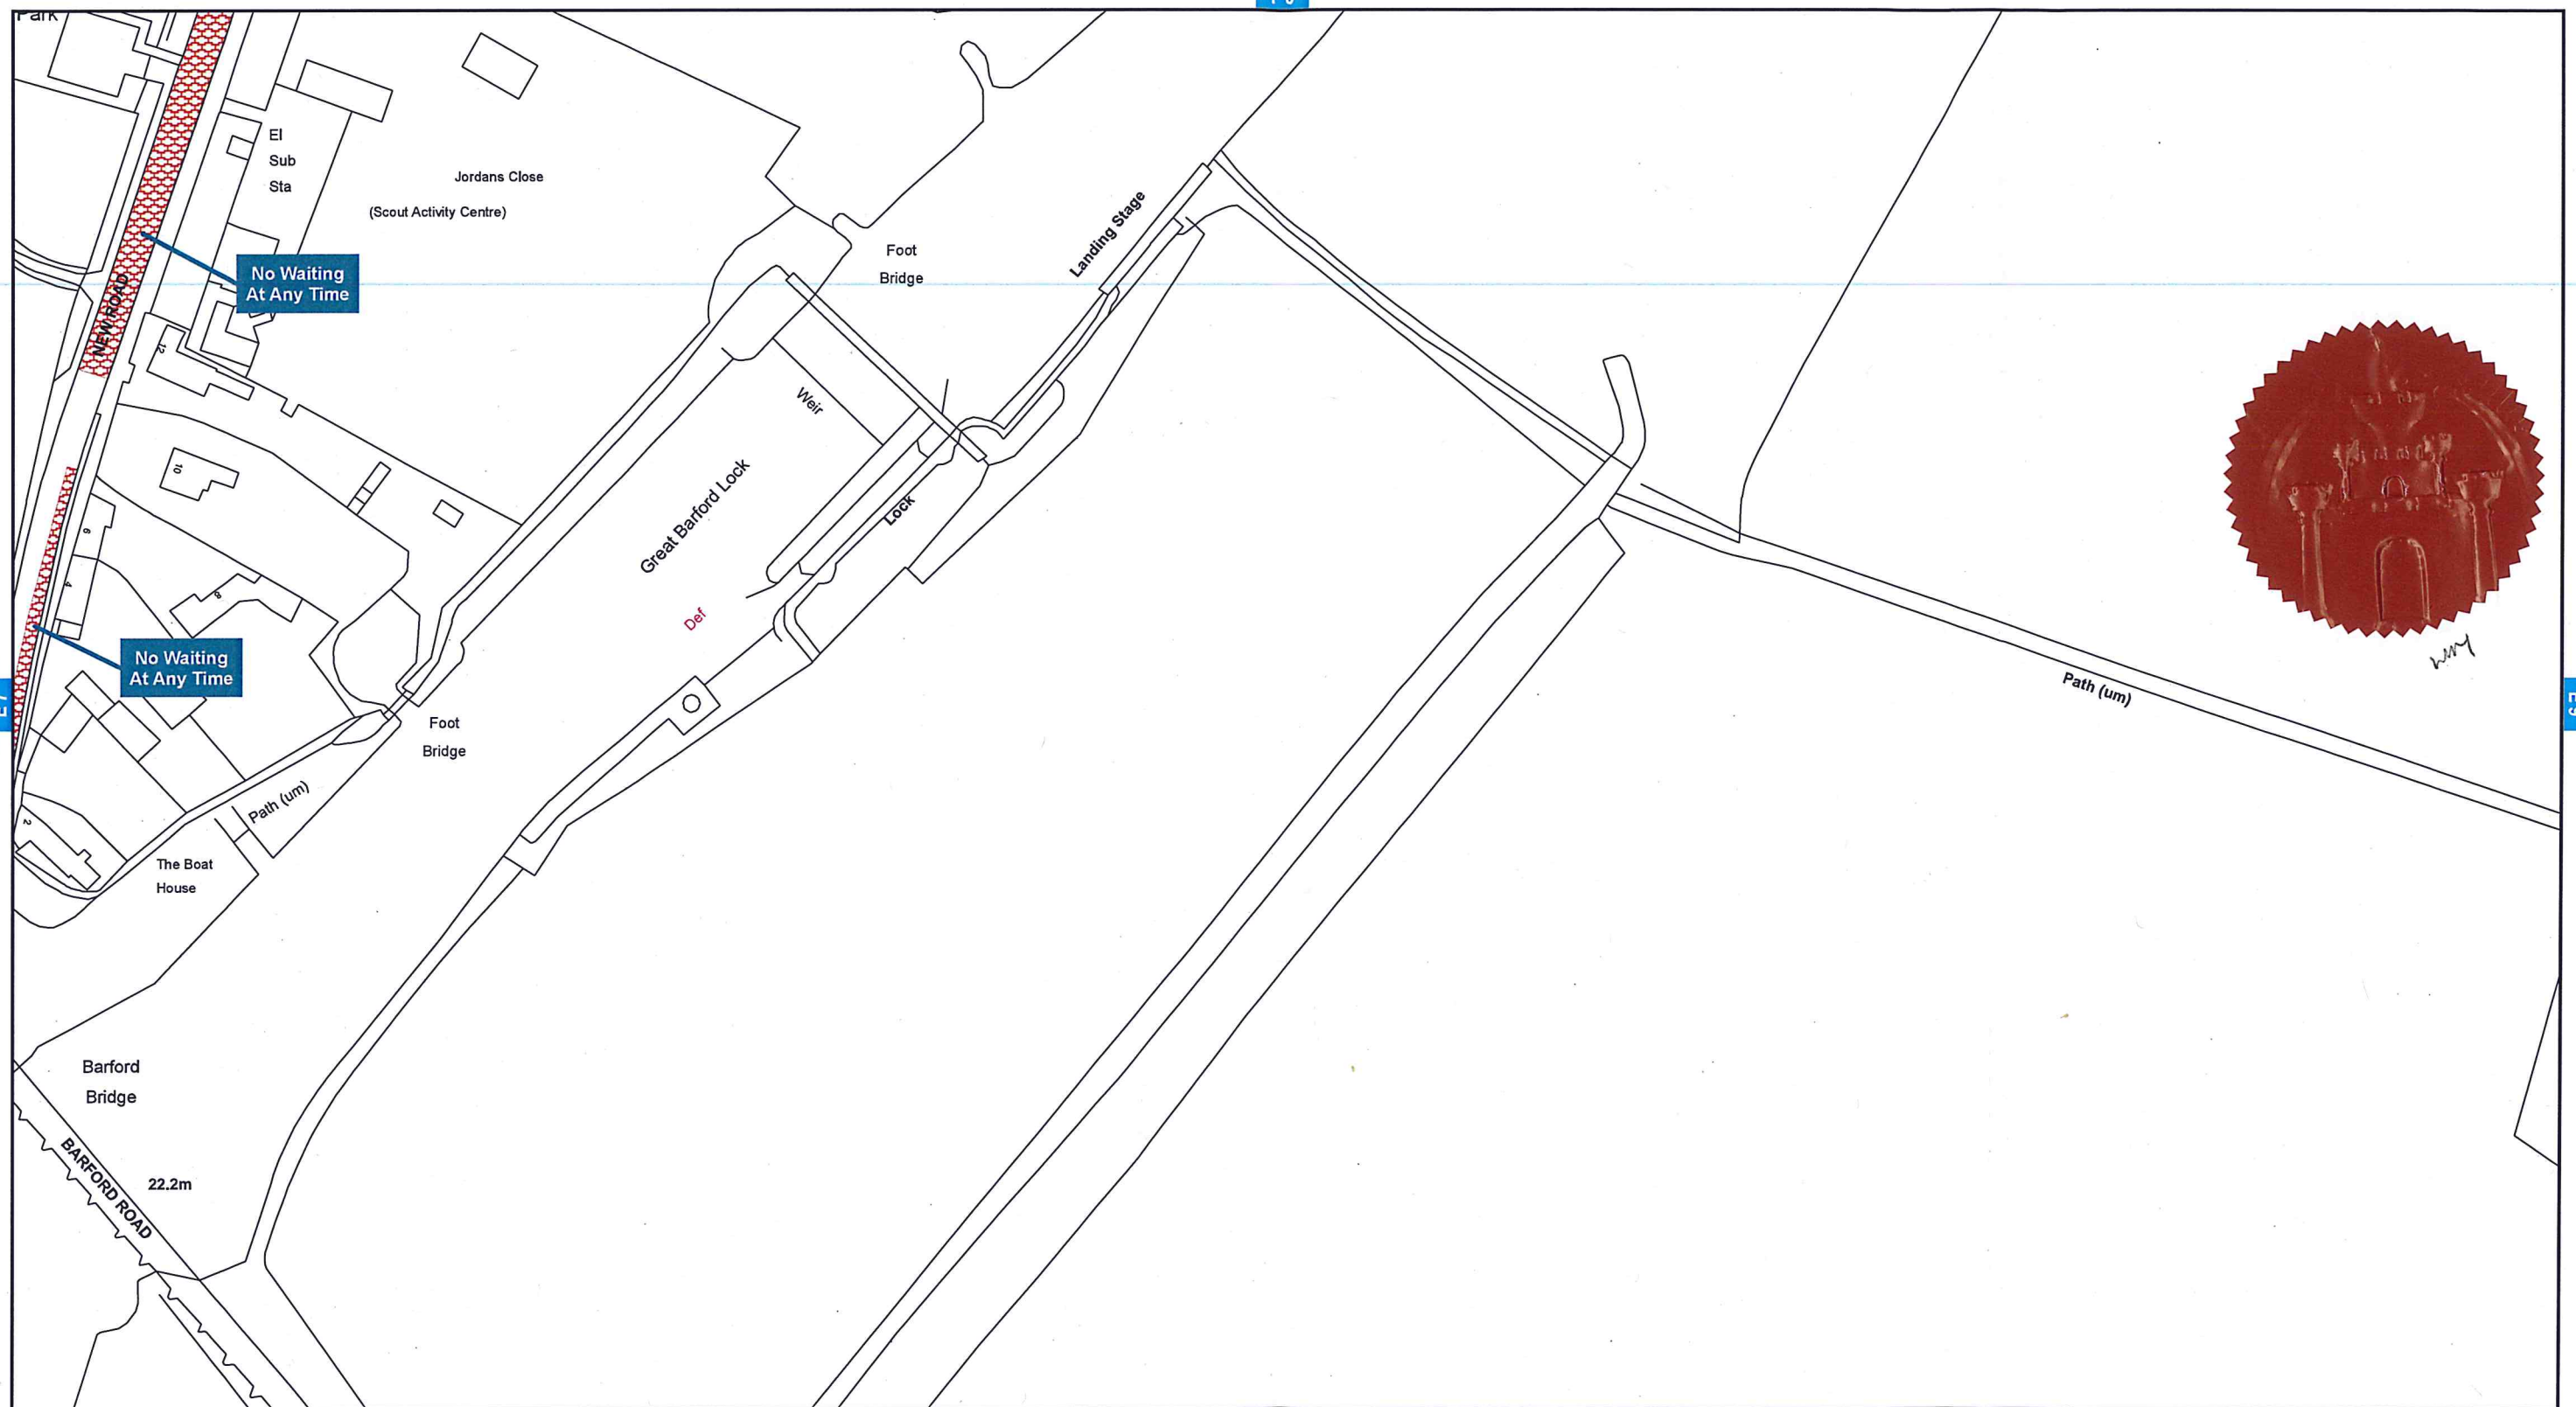 Park
El
Sub
Sta
Jordans Close
(Scout Activity Centre)
Foot
Bridge
Landing Stage
No Waiting
At Any Time
NEW ROAD
12
Weir
10
Great Barford Lock
Lock
6
4
8
Def
No Waiting
At Any Time
Path (um)
Foot
Bridge
Path (um)
2
The Boat
House
Barford
Bridge
BARFORD ROAD
22.2m